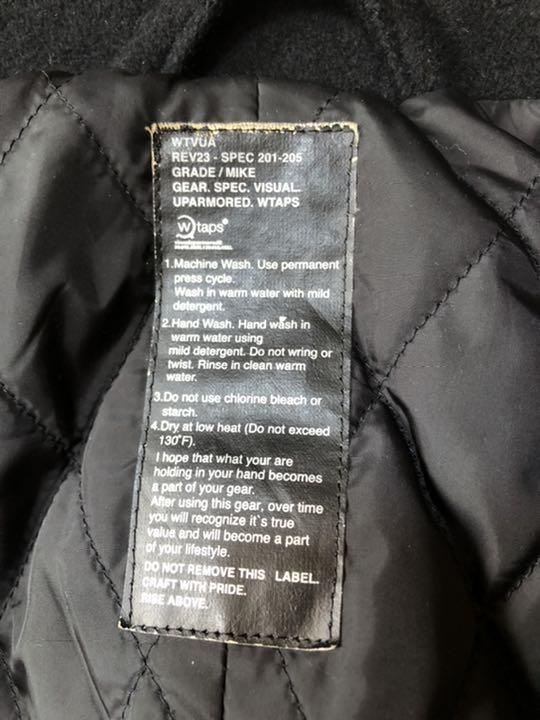 WTVUA
REV23 - SPEC 201-205
GRADE / MIKE
GEAR. SPEC. VISUAL.
UPARMORED. WTAPS
Wtaps®
1.Machine Wash. Use permanent
press cycle.
Wash in warm water with mild
detergent.
2.Hand Wash. Hand wash in
warm water using
mild detergent. Do not wring or
twist. Rinse in clean warm
water.
3.Do not use chlorine bleach or
starch.
4.Dry at low heat (Do not exceed
130°F).
I hope that what your are
holding in your hand becomes
a part of your gear.
After using this gear, over time
you will recognize it`s true
value and will become a part
of your lifestyle.
DO NOT REMOVE THIS LABEL.
CRAFT WITH PRIDE.
RISE ABOVE.